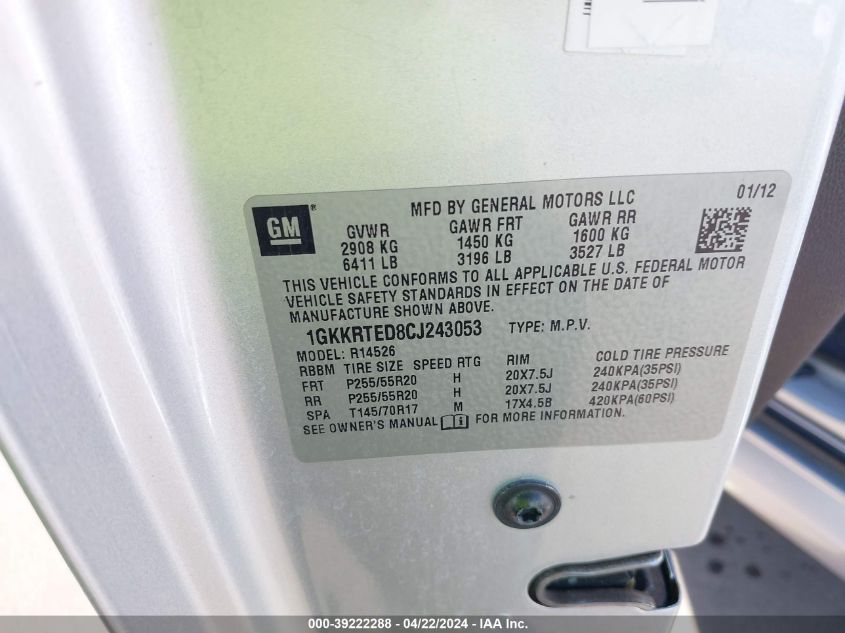 GM®
MFD BY GENERAL MOTORS LLC 01/12
GVWR GAWR FRT GAWR RR
2908 KG 1450 KG 1600 KG
6411 LB 3196 LB 3527 LB
THIS VEHICLE CONFORMS TO ALL APPLICABLE U.S. FEDERAL MOTOR
VEHICLE SAFETY STANDARDS IN EFFECT ON THE DATE OF
MANUFACTURE SHOWN ABOVE.
1GKKRTED8CJ243053 TYPE: M.P.V.
MODEL: R14526
RBBM TIRE SIZE SPEED RTG RIM COLD TIRE PRESSURE
FRT P255/55R20 H 20X7.5J 240KPA(35PSI)
RR P255/55R20 H 20X7.5J 240KPA(35PSI)
SPA T145/70R17 M 17X4.5B 420KPA(60PSI)
SEE OWNER'S MANUAL i FOR MORE INFORMATION.
000-39222288 - 04/22/2024 - IAA Inc.